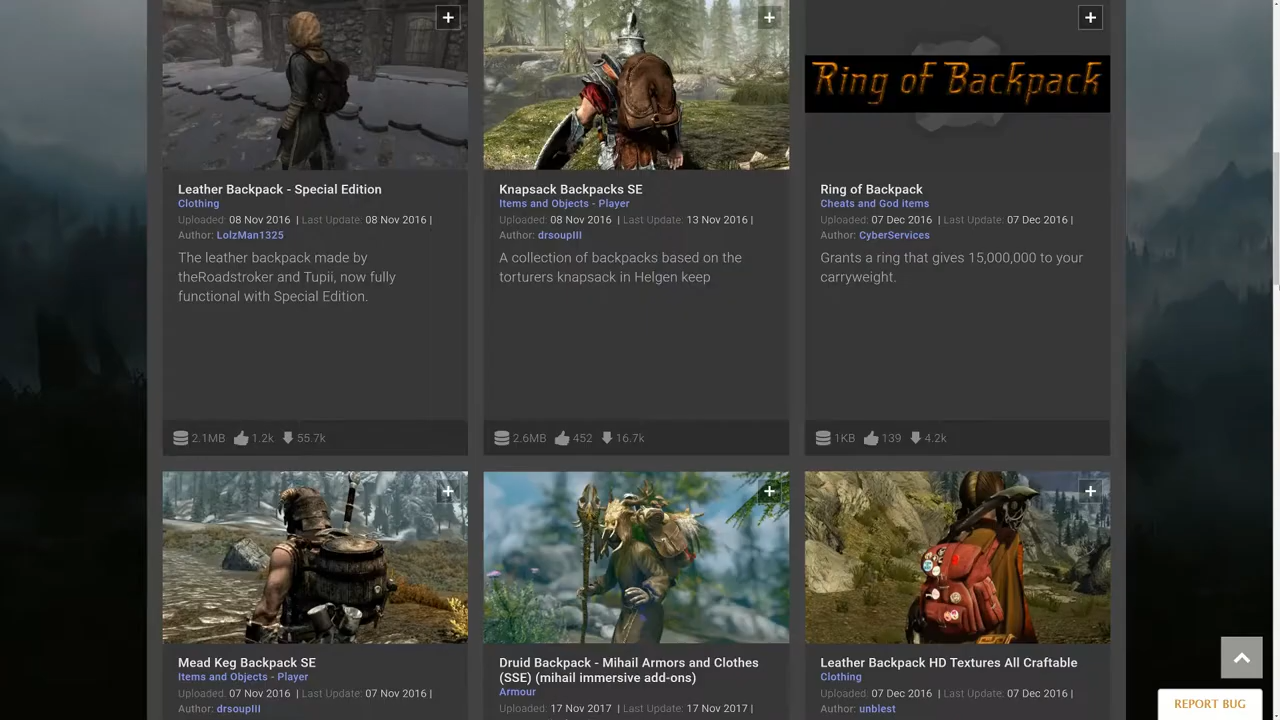 Ring of Backpack
Leather Backpack - Special Edition
Clothing
Uploaded: 08 Nov 2016 | Last Update: 08 Nov 2016 |
Author: LolzMan1325
The leather backpack made by
theRoadstroker and Tupii, now fully
functional with Special Edition.
2.1MB 1.2k 55.7k
Knapsack Backpacks SE
Items and Objects - Player
Uploaded: 08 Nov 2016 | Last Update: 13 Nov 2016 |
Author: drsoupIII
A collection of backpacks based on the
torturers knapsack in Helgen keep
2.6MB 452 16.7k
Ring of Backpack
Cheats and God items
Uploaded: 07 Dec 2016 | Last Update: 07 Dec 2016 |
Author: CyberServices
Grants a ring that gives 15,000,000 to your
carryweight.
1KB 139 4.2k
Mead Keg Backpack SE
Items and Objects - Player
Uploaded: 07 Nov 2016 | Last Update: 07 Nov 2016 |
Author: drsoupIII
Druid Backpack - Mihail Armors and Clothes
(SSE) (mihail immersive add-ons)
Armour
Uploaded: 17 Nov 2017 | Last Update: 17 Nov 2017 |
Leather Backpack HD Textures All Craftable
Clothing
Uploaded: 07 Dec 2016 | Last Update: 07 Dec 2016 |
Author: unblest
REPORT BUG